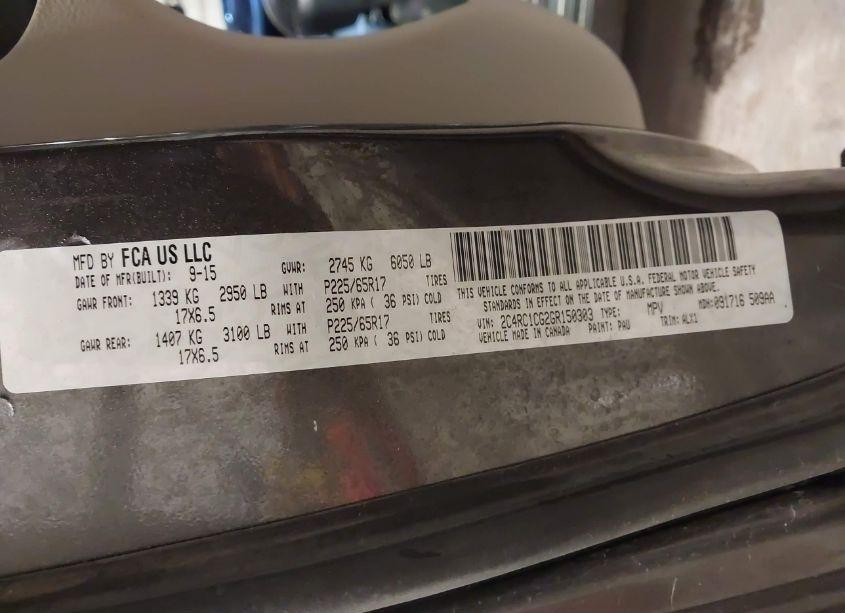 MFD BY FCA US LLC
DATE OF MFR(BUILT): 9-15 GVWR: 2745 KG 6050 LB
GAWR FRONT: 1339 KG 2950 LB WITH P225/65R17 TIRES
17X6.5 RIMS AT 250 KPA ( 36 PSI) COLD
GAWR REAR: 1407 KG 3100 LB WITH P225/65R17 TIRES
17X6.5 RIMS AT 250 KPA ( 36 PSI) COLD
THIS VEHICLE CONFORMS TO ALL APPLICABLE U.S.A. FEDERAL MOTOR VEHICLE SAFETY
STANDARDS IN EFFECT ON THE DATE OF MANUFACTURE SHOWN ABOVE.
VIN: 2C4RC1CG2GR150303 TYPE: MPV MDH: 091716 509AA
VEHICLE MADE IN CANADA PAINT: PAU TRIM: ALX1